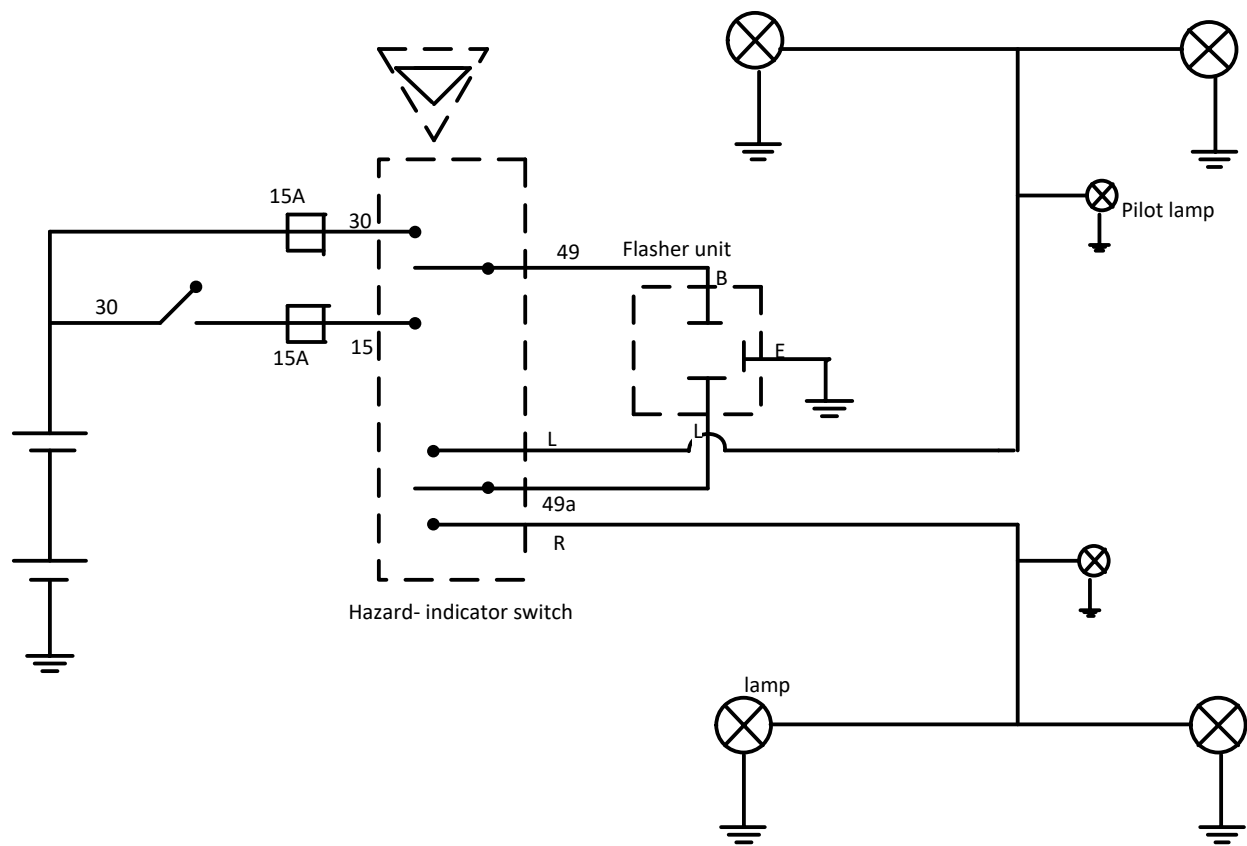 15A
30
49
Flasher unit
B
Pilot lamp
30
15A
15
E
L
L
49a
R
Hazard- indicator switch
lamp